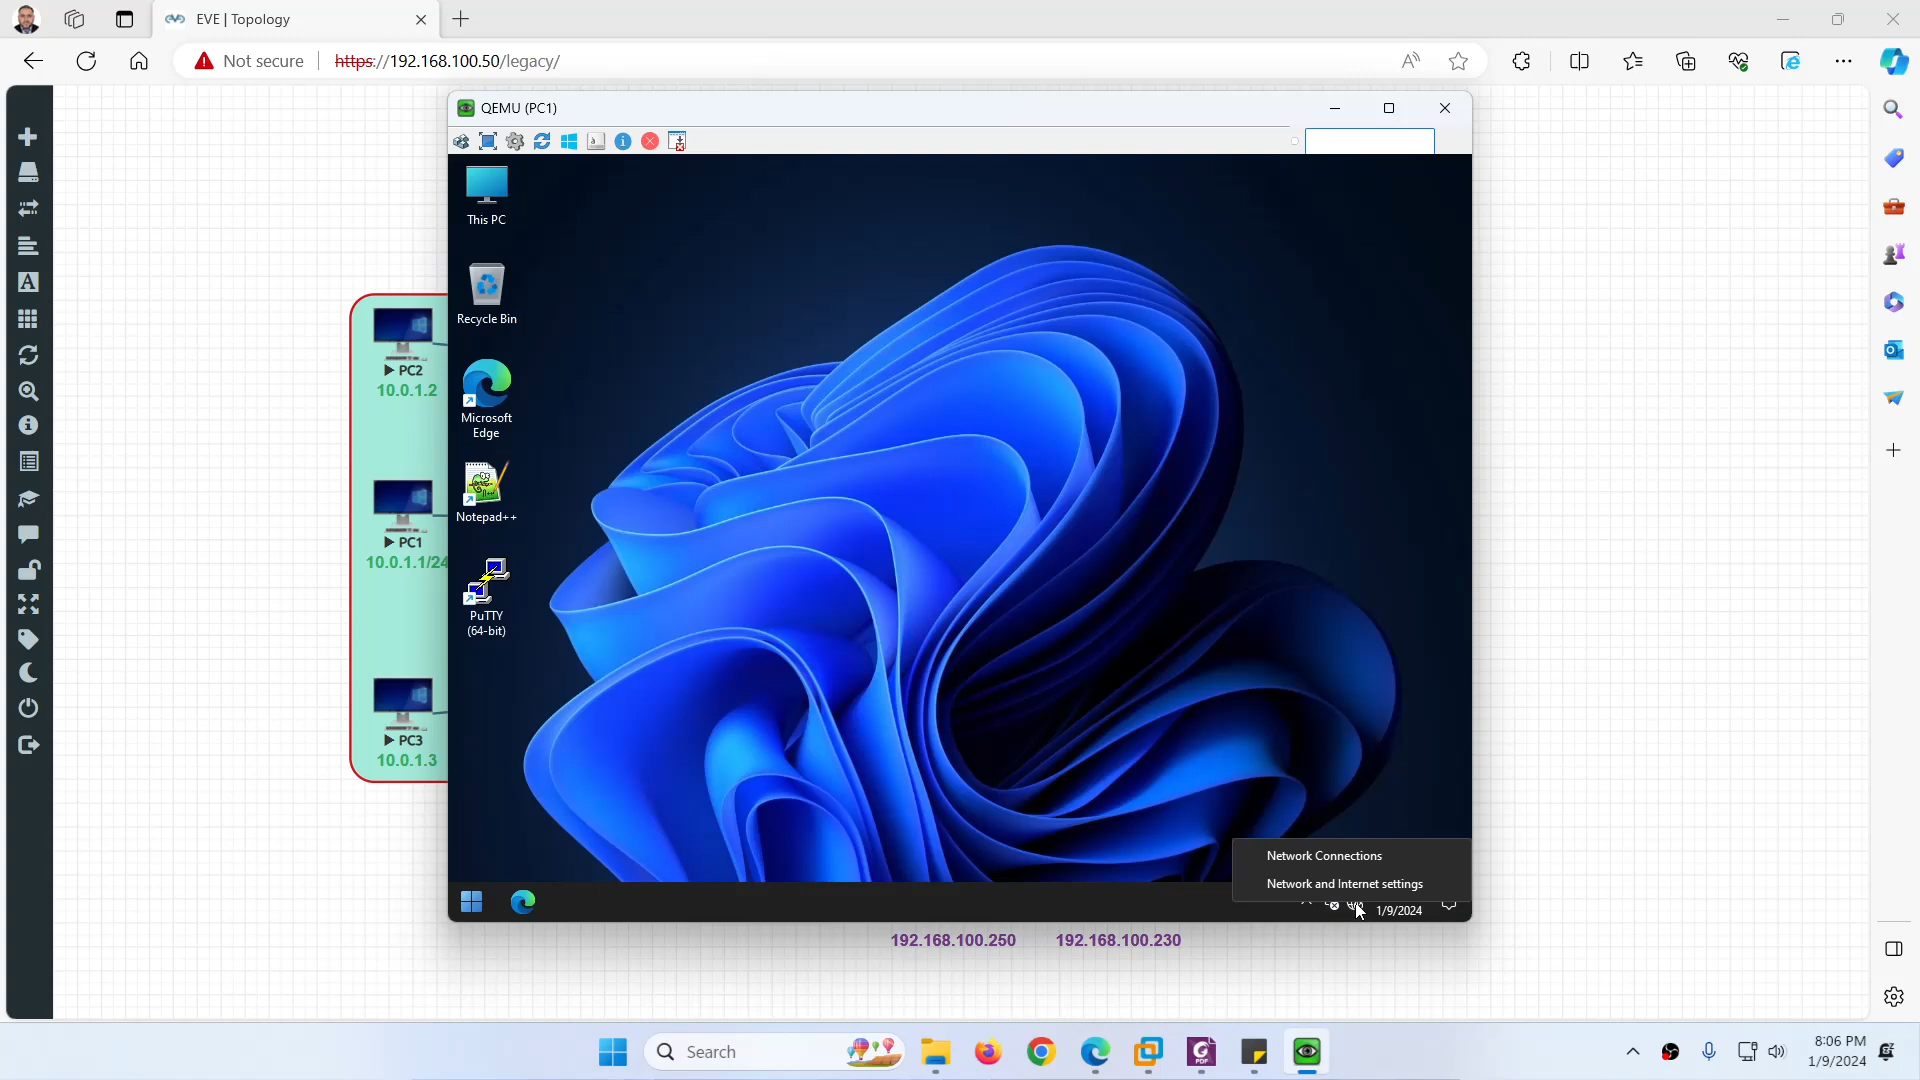 EVE | Topology
Not secure
https://192.168.100.50/legacy/
QEMU (PC1)
This PC
Recycle Bin
Microsoft
Edge
Notepad++
PuTTY
(64-bit)
PC2
10.0.1.2
PC1
10.0.1.1/24
PC3
10.0.1.3
Network Connections
Network and Internet settings
1/9/2024
192.168.100.250
192.168.100.230
Search
8:06 PM
1/9/2024